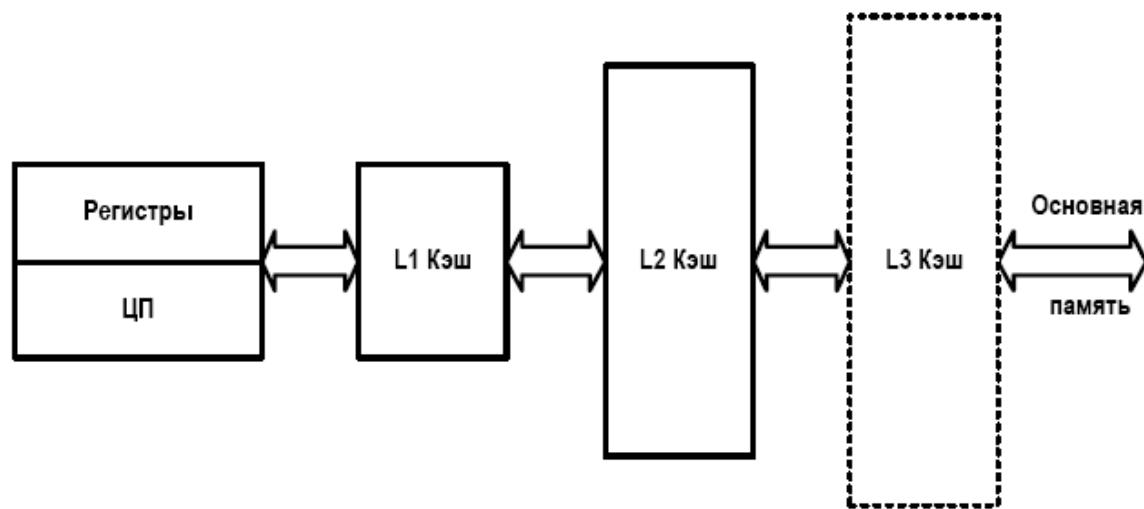 Регистры
ЦП
L1 Кэш
L2 Кэш
L3 Кэш
Основная
память